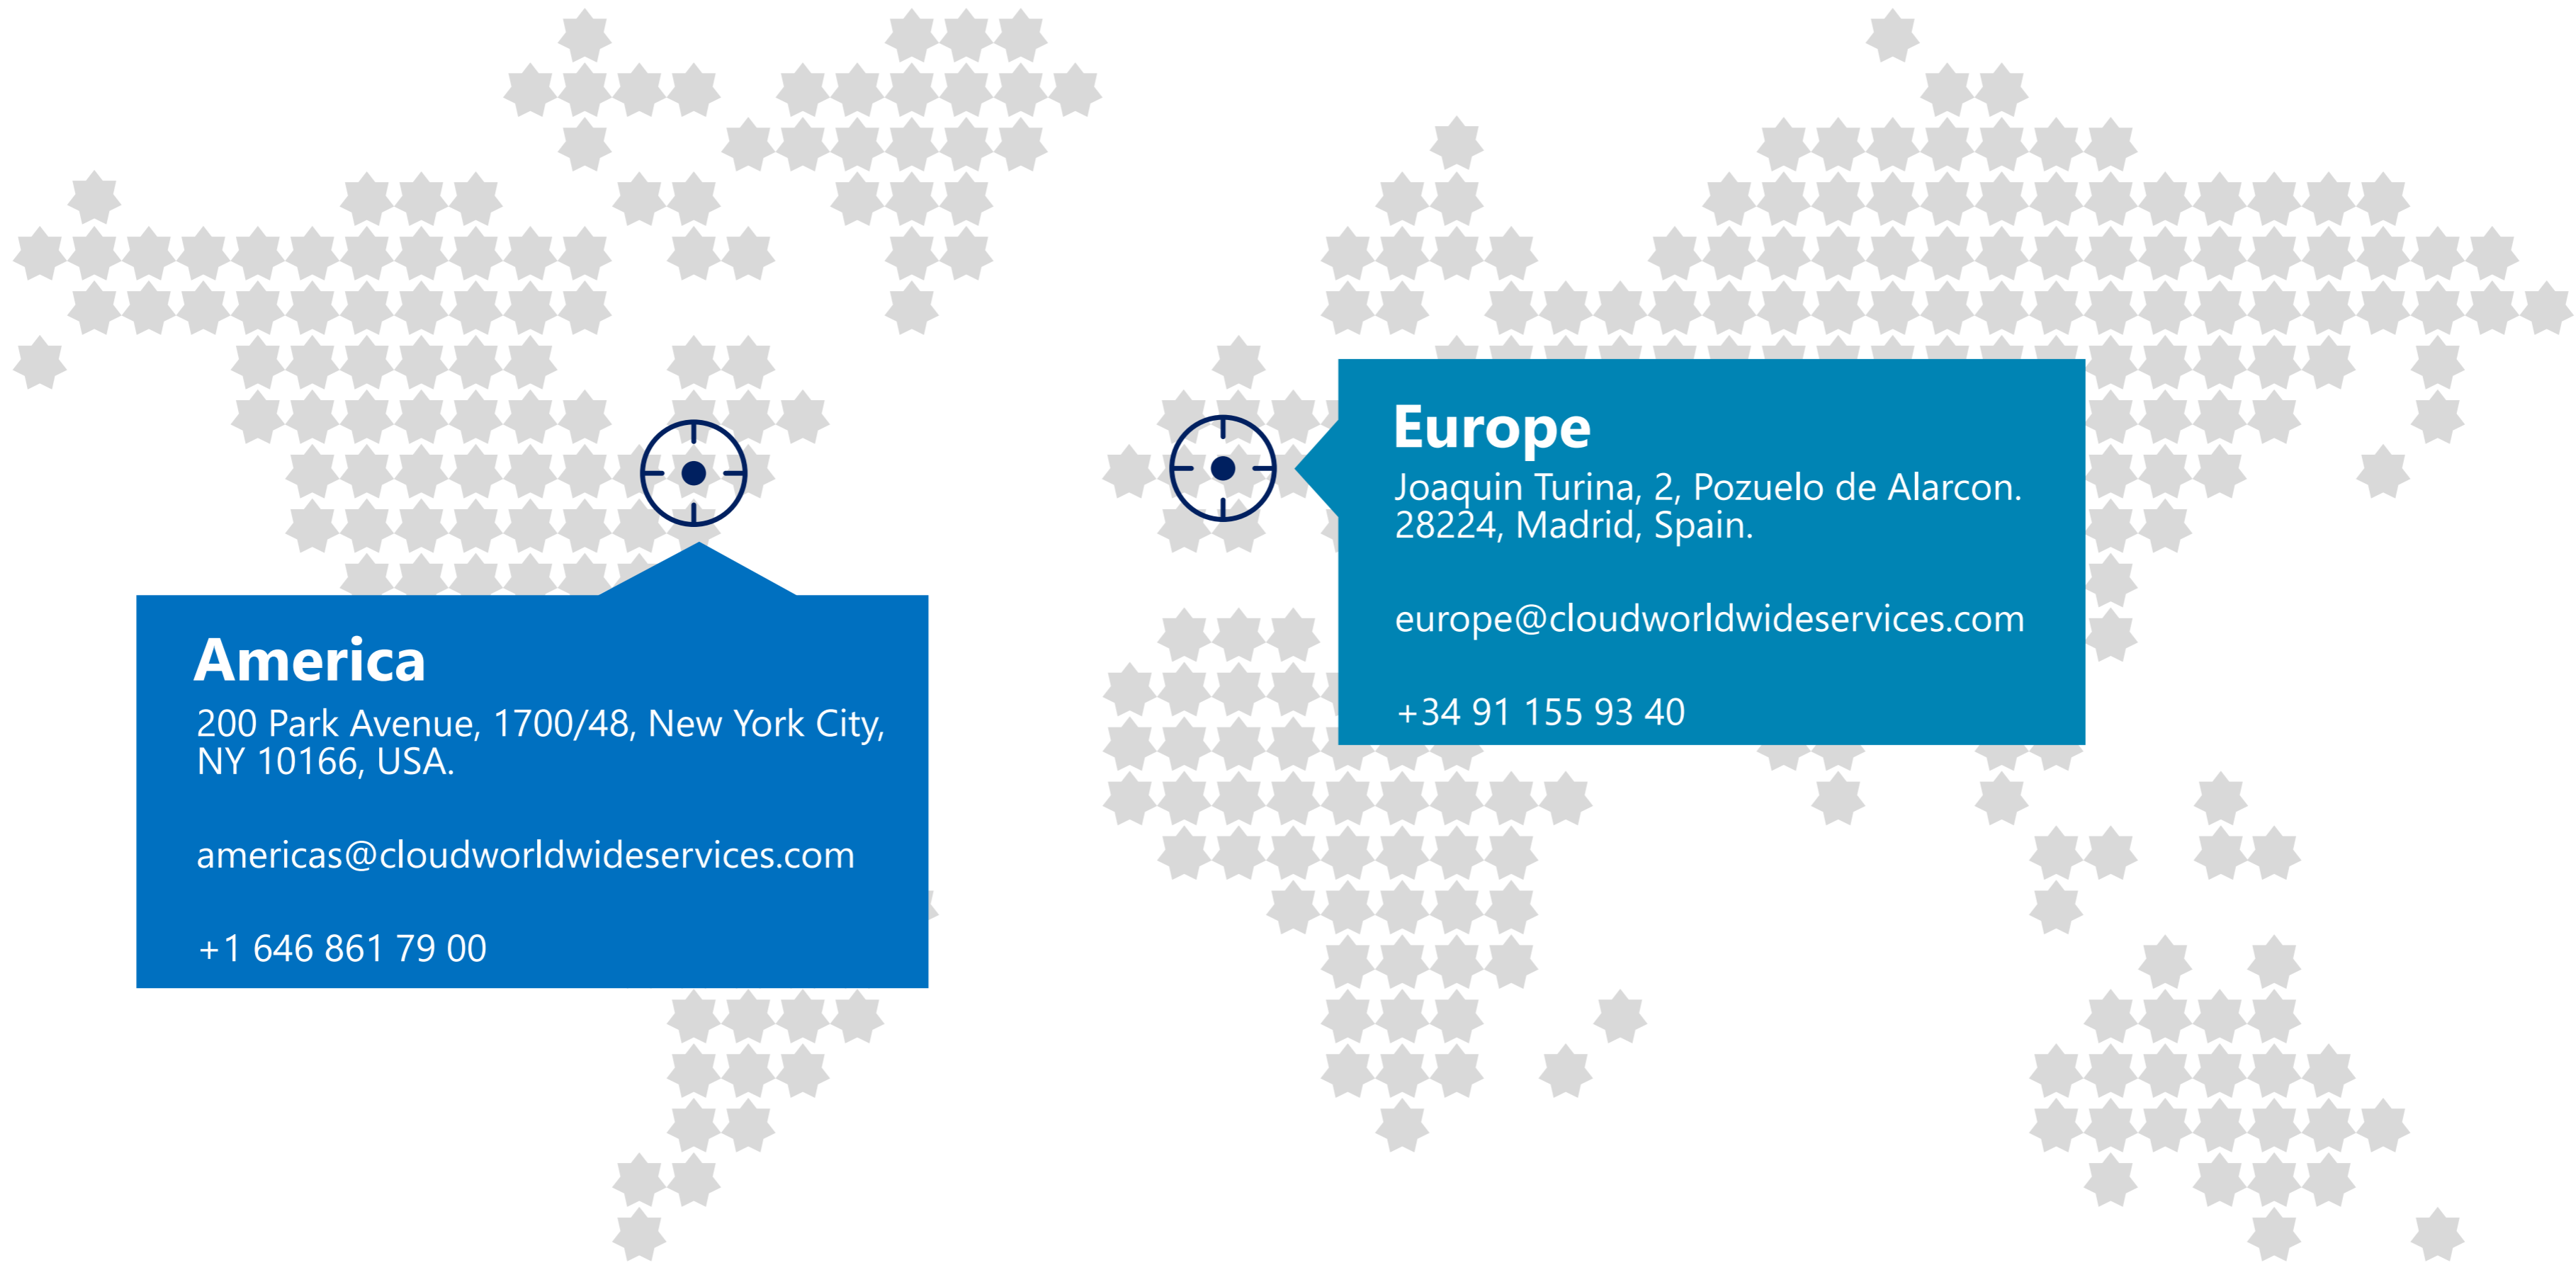 America
200 Park Avenue, 1700/48, New York City,
NY 10166, USA.
americas@cloudworldwideservices.com
+1 646 861 79 00
Europe
Joaquin Turina, 2, Pozuelo de Alarcon.
28224, Madrid, Spain.
europe@cloudworldwideservices.com
+34 91 155 93 40